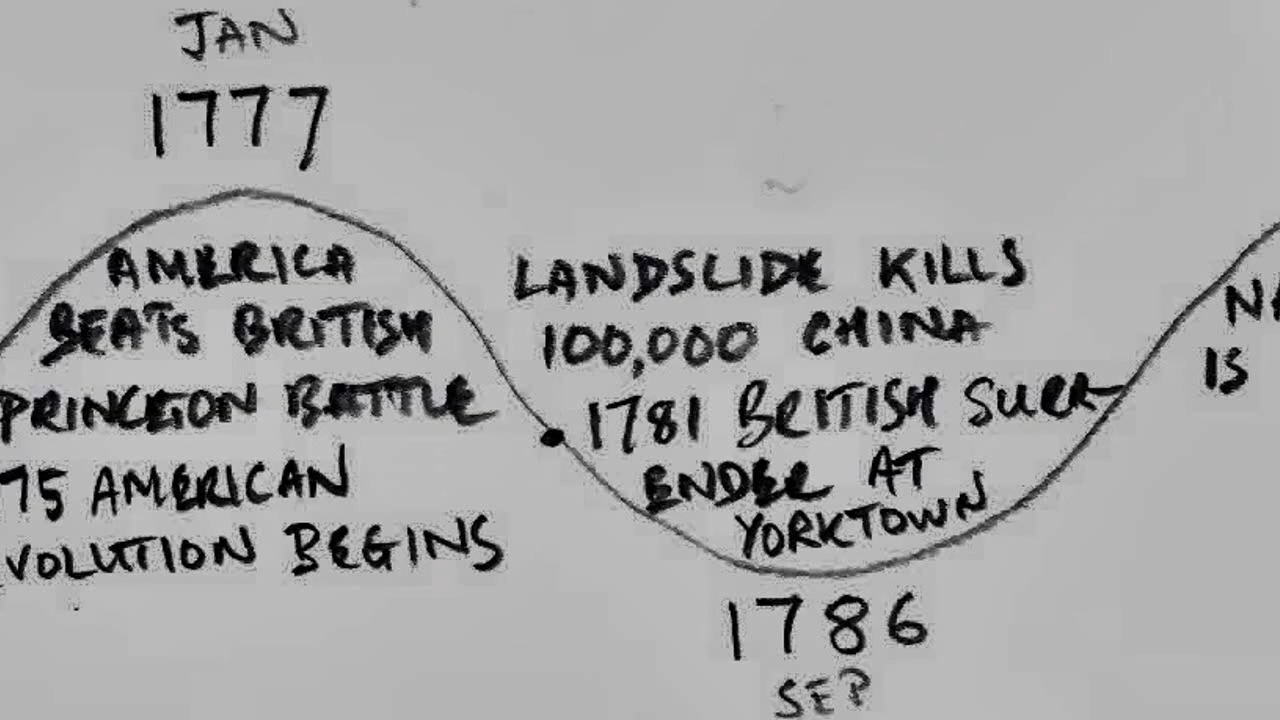 JAN
1777
AMERICA
BEATS BRITISH
PRINCETON BATTLE
75 AMERICAN
VOLUTION BEGINS
LANDSLIDE KILLS
100,000 CHINA
1781 BRITISH SURR-
ENDER AT
YORKTOWN
1786
SEP
IS